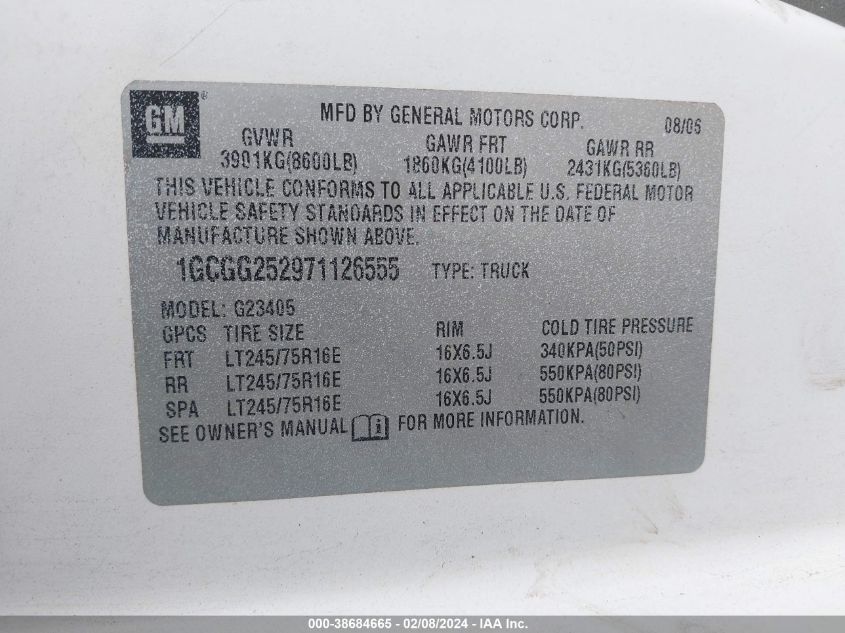 GM ®
MFD BY GENERAL MOTORS CORP. 08/06
GVWR GAWR FRT GAWR RR
3901KG(8600LB) 1860KG(4100LB) 2431KG(5360LB)
THIS VEHICLE CONFORMS TO ALL APPLICABLE U.S. FEDERAL MOTOR
VEHICLE SAFETY STANDARDS IN EFFECT ON THE DATE OF
MANUFACTURE SHOWN ABOVE.
1GCGG252971126555 TYPE: TRUCK
MODEL: G23405
GPCS TIRE SIZE RIM COLD TIRE PRESSURE
FRT LT245/75R16E 16X6.5J 340KPA(50PSI)
RR LT245/75R16E 16X6.5J 550KPA(80PSI)
SPA LT245/75R16E 16X6.5J 550KPA(80PSI)
SEE OWNER'S MANUAL i FOR MORE INFORMATION.
000-38684665 - 02/08/2024 - IAA Inc.